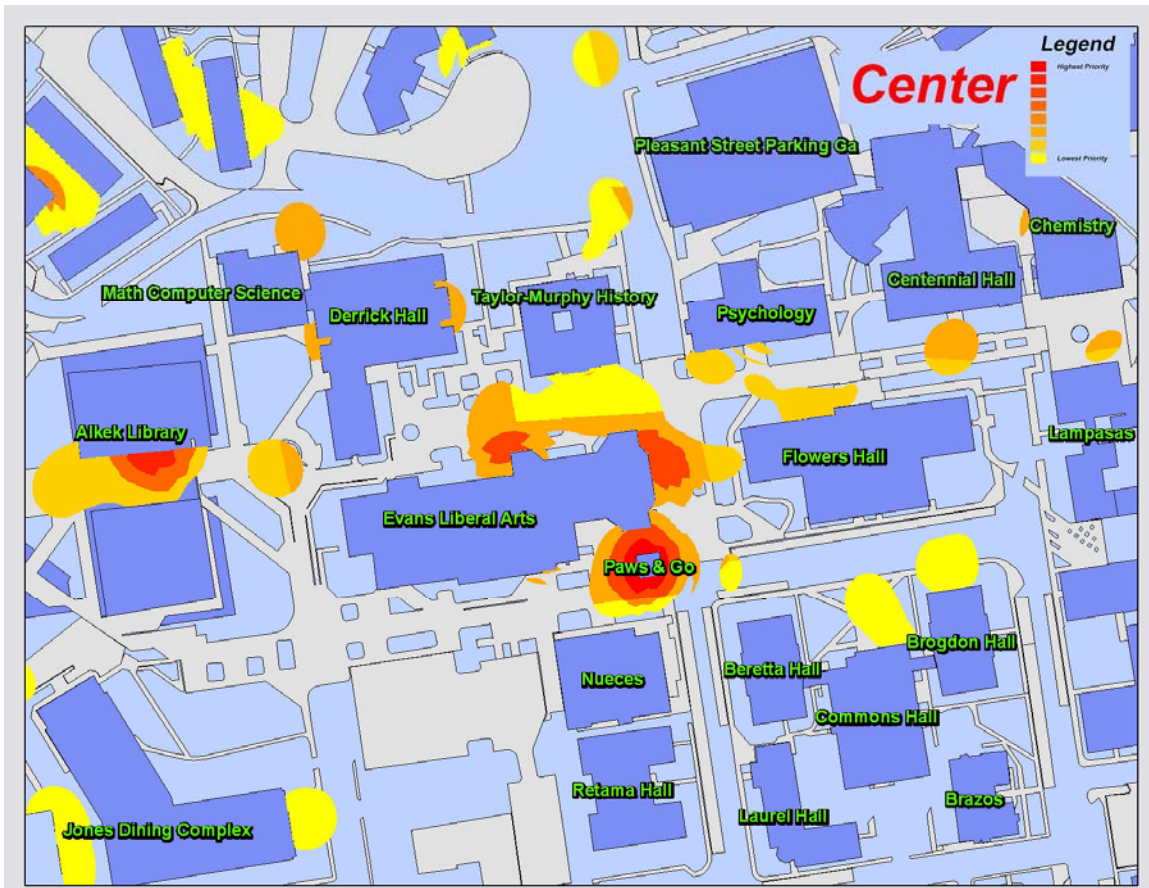 Legend
Highest Priority
Center
Lowest Priority
Pleasant Street Parking Ga
Chemistry
Centennial Hall
Math Computer Science
Taylor-Murphy History
Derrick Hall
Psychology
Alkek Library
Lampasas
Flowers Hall
Evans Liberal Arts
Paws & Go
Brogdon Hall
Nueces
Beretta Hall
Commons Hall
Retama Hall
Brazos
Laurel Hall
Jones Dining Complex